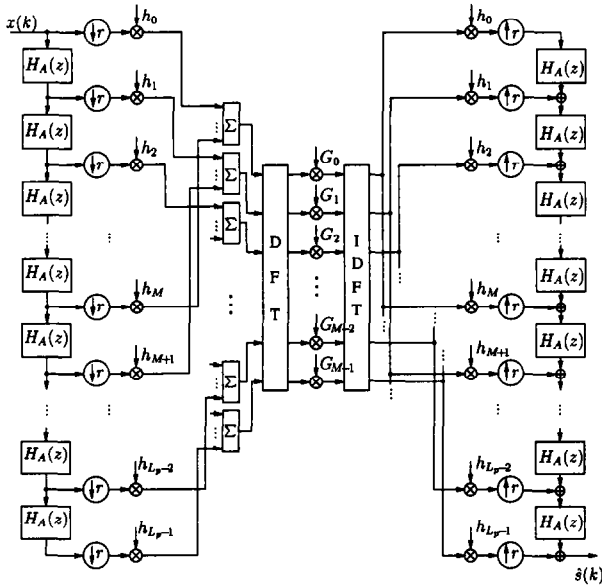 x(k)
↓r
h_0
H_A(z)
↓r
h_1
H_A(z)
↓r
h_2
H_A(z)
H_A(z)
↓r
h_M
H_A(z)
↓r
h_{M+1}
H_A(z)
↓r
h_{L_p-2}
H_A(z)
↓r
h_{L_p-1}
Σ
Σ
Σ
Σ
Σ
D
F
T
G_0
G_1
G_2
G_{M-2}
G_{M-1}
I
D
F
T
h_0
↑r
H_A(z)
h_1
↑r
H_A(z)
h_2
↑r
H_A(z)
H_A(z)
h_M
↑r
H_A(z)
h_{M+1}
↑r
H_A(z)
h_{L_p-2}
↑r
H_A(z)
h_{L_p-1}
↑r
ŝ(k)